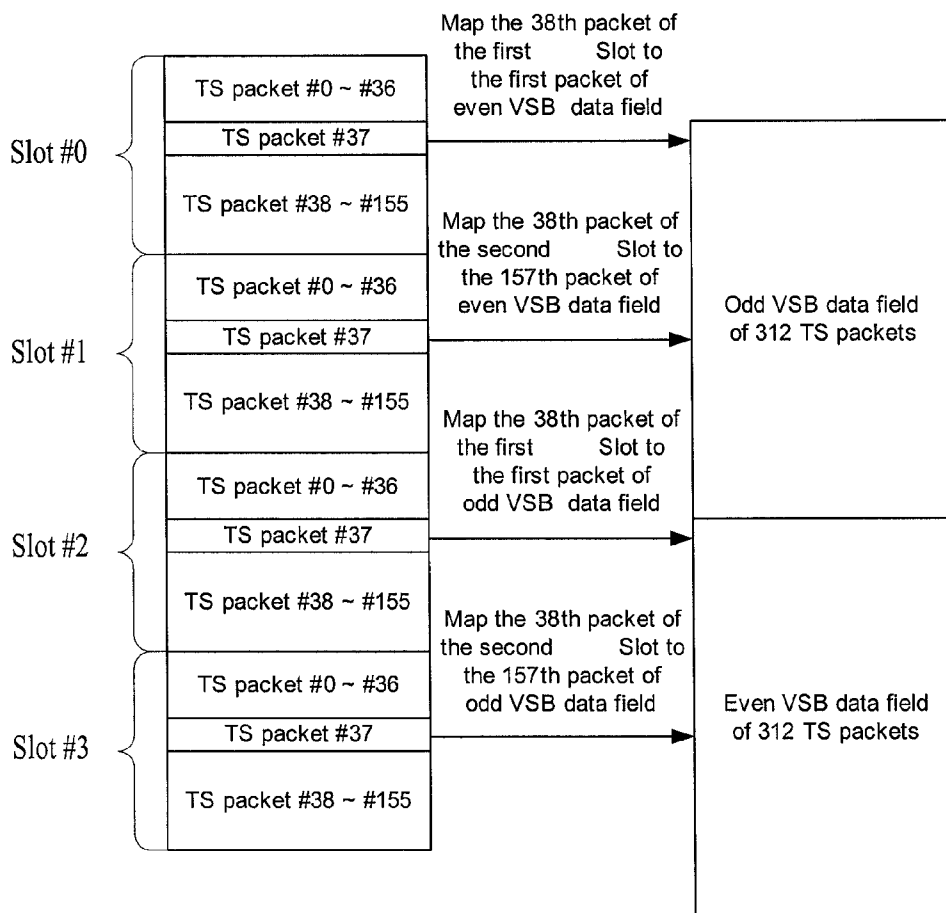 Map the 38th packet of
the first Slot to
the first packet of
even VSB data field
Slot #0
TS packet #0 ~ #36
TS packet #37
TS packet #38 ~ #155
Map the 38th packet of
the second Slot to
the 157th packet of
even VSB data field
Slot #1
TS packet #0 ~ #36
TS packet #37
TS packet #38 ~ #155
Odd VSB data field
of 312 TS packets
Map the 38th packet of
the first Slot to
the first packet of
odd VSB data field
Slot #2
TS packet #0 ~ #36
TS packet #37
TS packet #38 ~ #155
Map the 38th packet of
the second Slot to
the 157th packet of
odd VSB data field
Slot #3
TS packet #0 ~ #36
TS packet #37
TS packet #38 ~ #155
Even VSB data field
of 312 TS packets